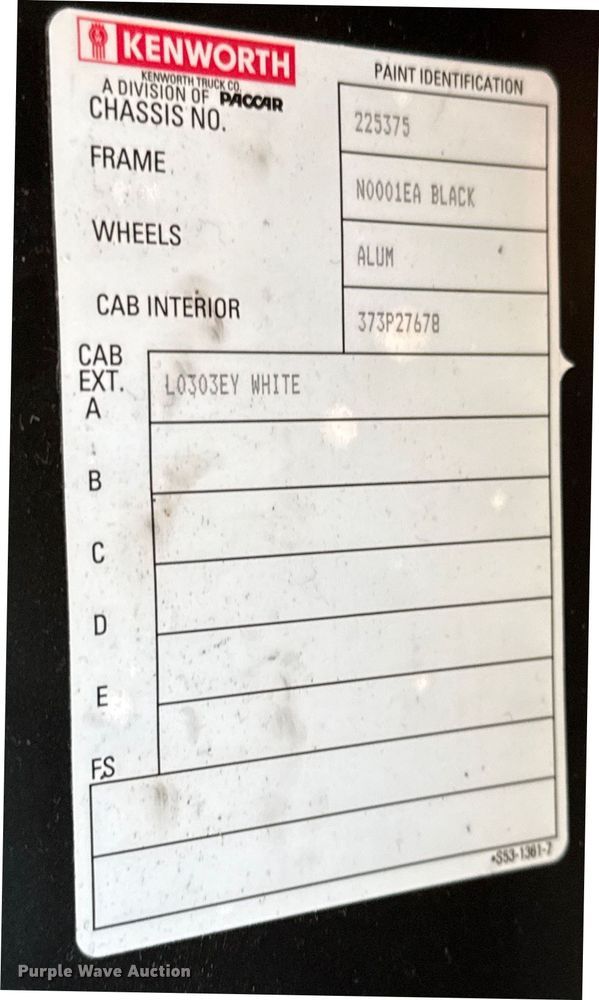 KENWORTH
KENWORTH TRUCK CO.
A DIVISION OF PACCAR
PAINT IDENTIFICATION
CHASSIS NO. 225375
FRAME N0001EA BLACK
WHEELS ALUM
CAB INTERIOR 373P27678
CAB
EXT.
A L0303EY WHITE
B
C
D
E
F.S
•S53-1361-7
Purple Wave Auction